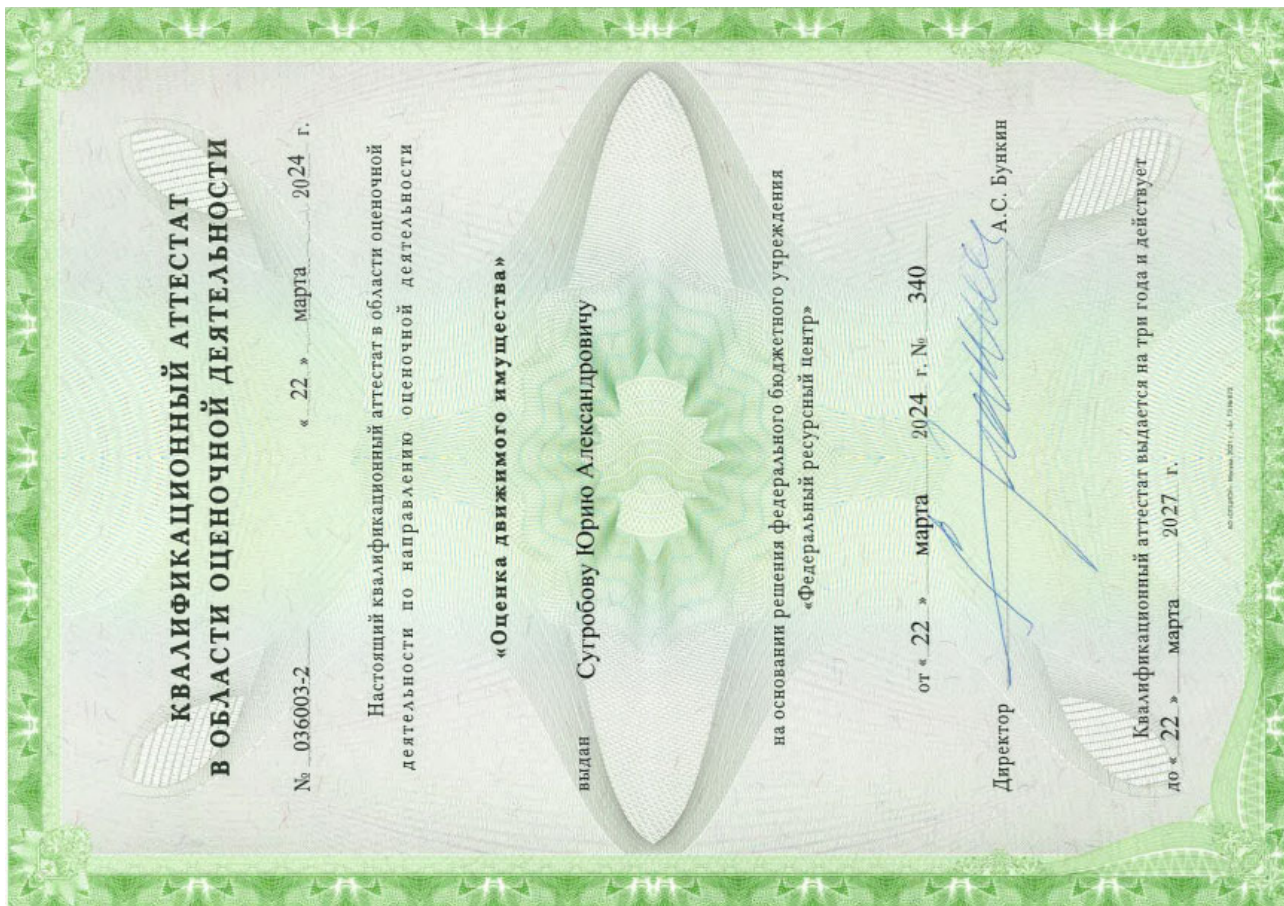 КВАЛИФИКАЦИОННЫЙ АТТЕСТАТ
В ОБЛАСТИ ОЦЕНОЧНОЙ ДЕЯТЕЛЬНОСТИ
№ 036003-2 « 22 » марта 2024 г.
Настоящий квалификационный аттестат в области оценочной
деятельности по направлению оценочной деятельности
«Оценка движимого имущества»
выдан Сугробову Юрию Александровичу
на основании решения федерального бюджетного учреждения
«Федеральный ресурсный центр»
от « 22 » марта 2024 г. № 340
Директор А.С. Бункин
Квалификационный аттестат выдается на три года и действует
до « 22 » марта 2027 г.